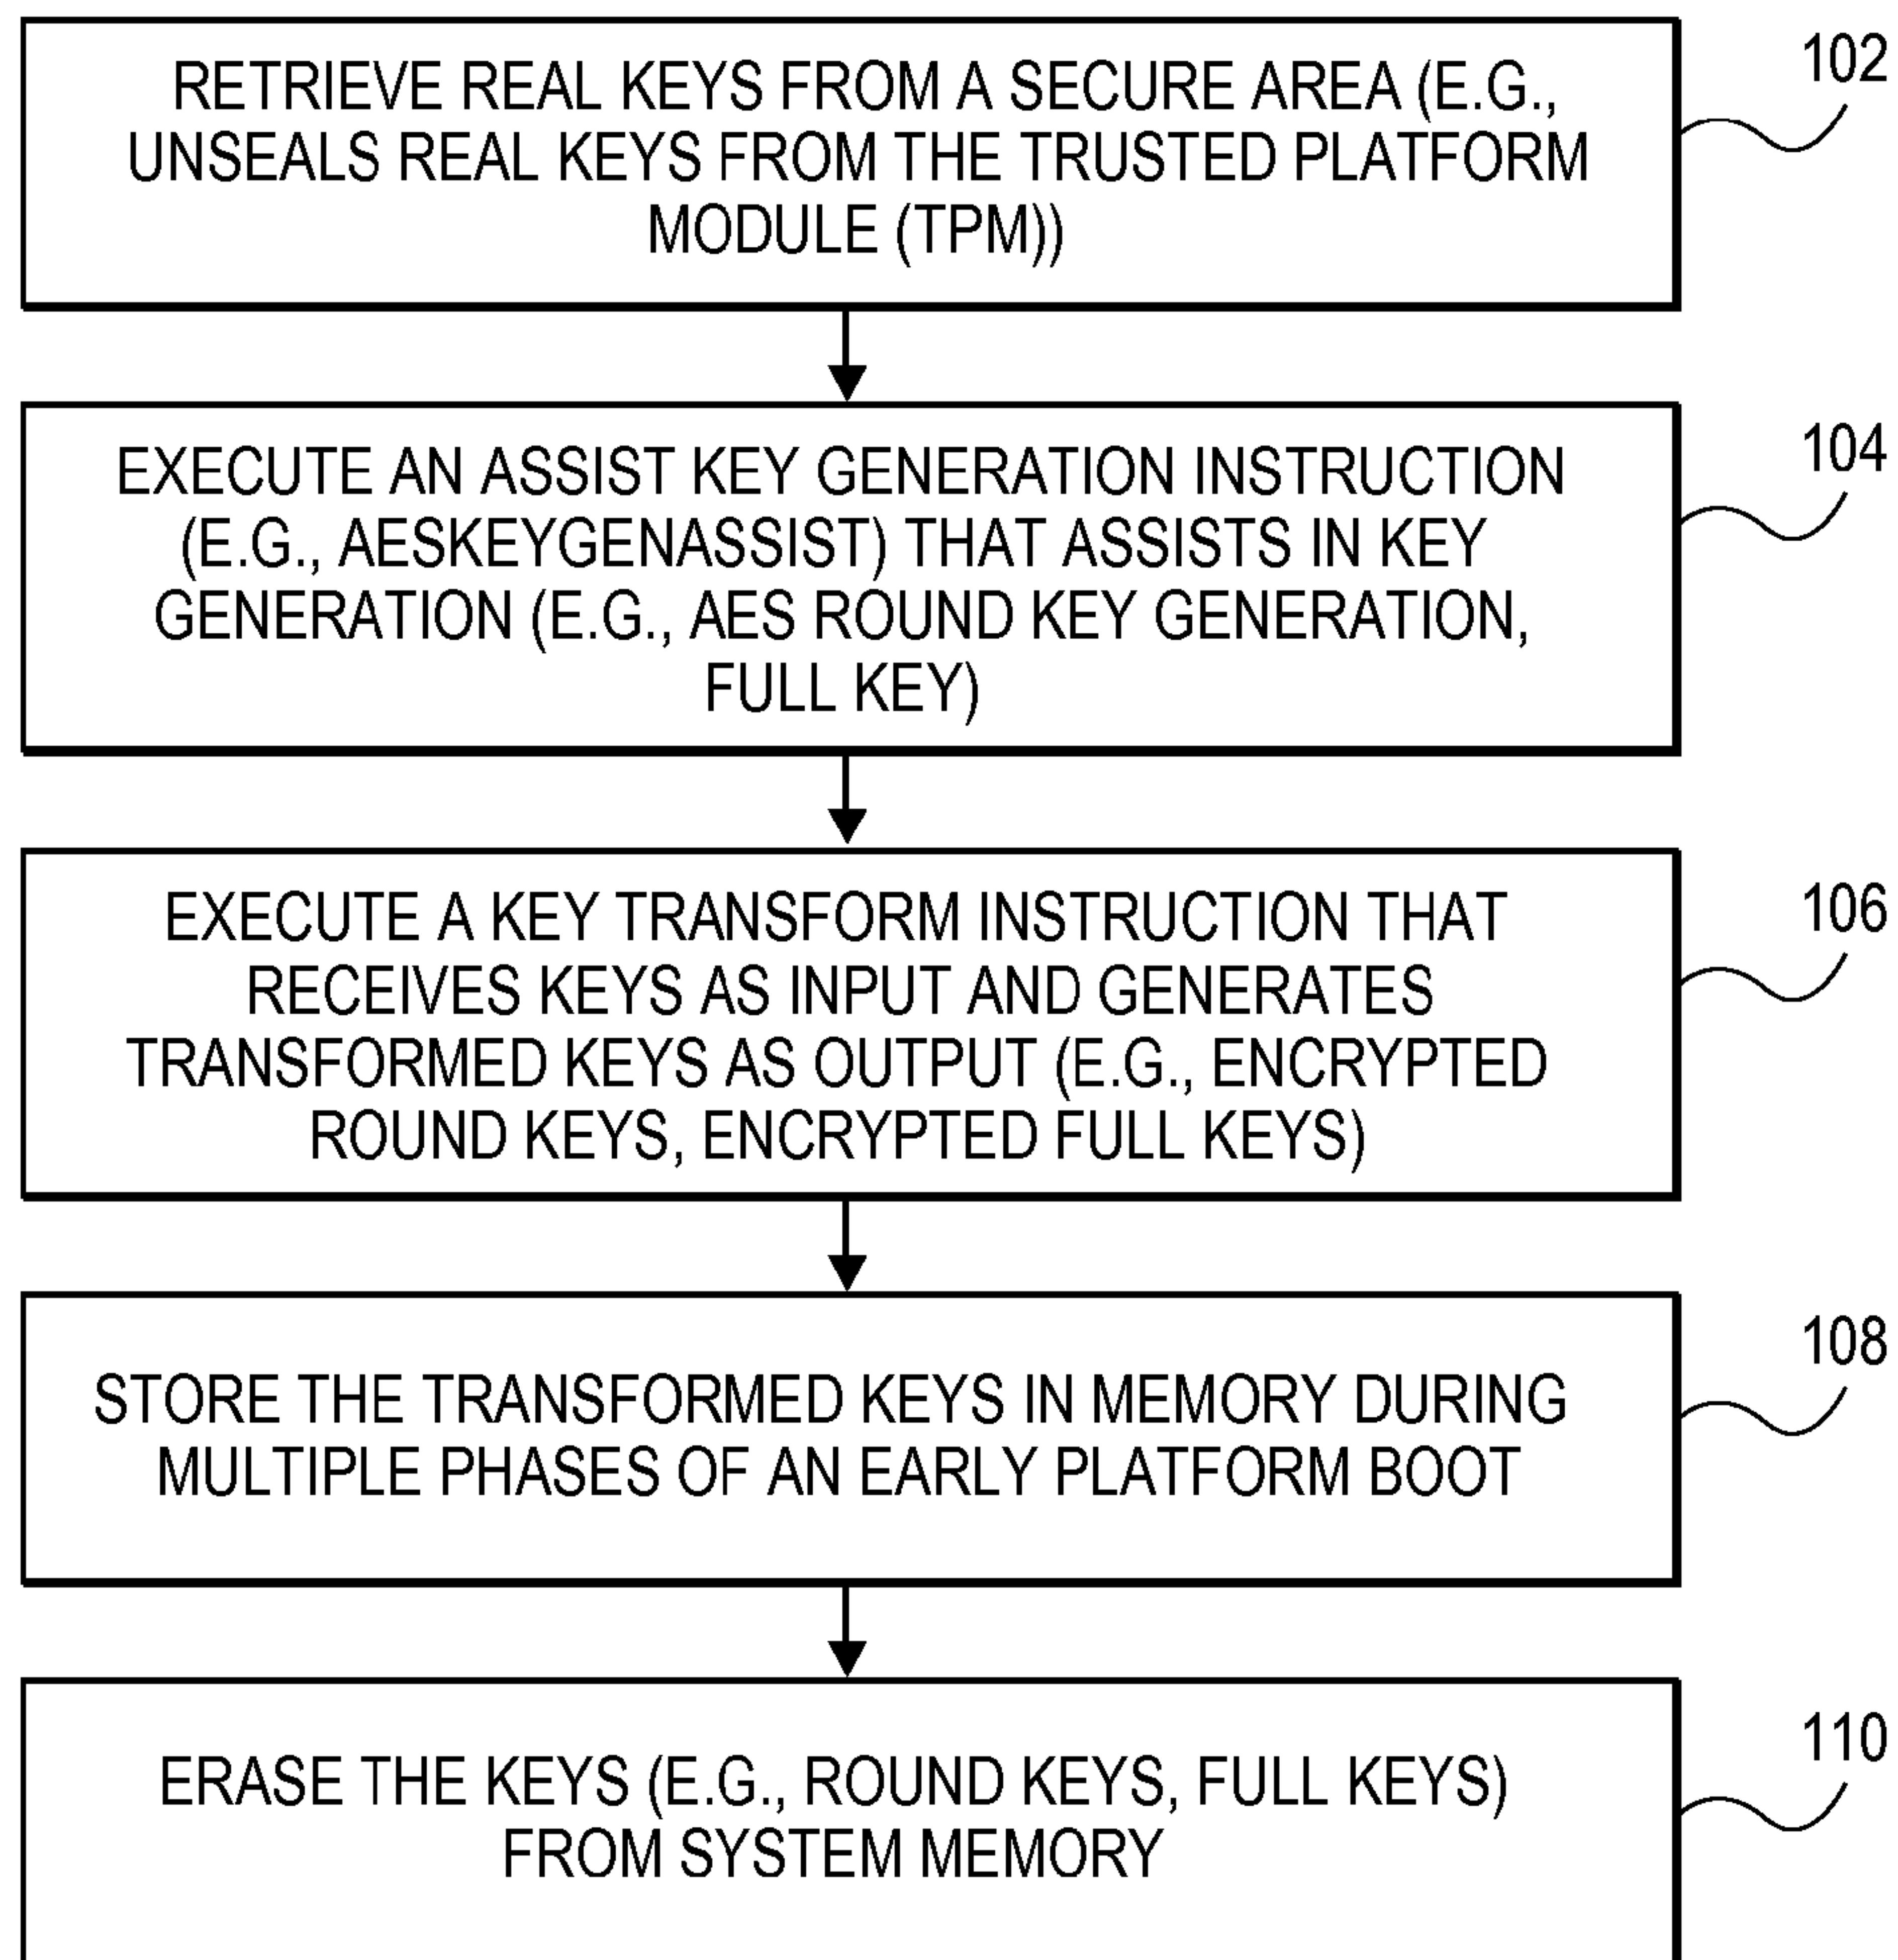 RETRIEVE REAL KEYS FROM A SECURE AREA (E.G.,
UNSEALS REAL KEYS FROM THE TRUSTED PLATFORM
MODULE (TPM))
102
EXECUTE AN ASSIST KEY GENERATION INSTRUCTION
(E.G., AESKEYGENASSIST) THAT ASSISTS IN KEY
GENERATION (E.G., AES ROUND KEY GENERATION,
FULL KEY)
104
EXECUTE A KEY TRANSFORM INSTRUCTION THAT
RECEIVES KEYS AS INPUT AND GENERATES
TRANSFORMED KEYS AS OUTPUT (E.G., ENCRYPTED
ROUND KEYS, ENCRYPTED FULL KEYS)
106
STORE THE TRANSFORMED KEYS IN MEMORY DURING
MULTIPLE PHASES OF AN EARLY PLATFORM BOOT
108
ERASE THE KEYS (E.G., ROUND KEYS, FULL KEYS)
FROM SYSTEM MEMORY
110